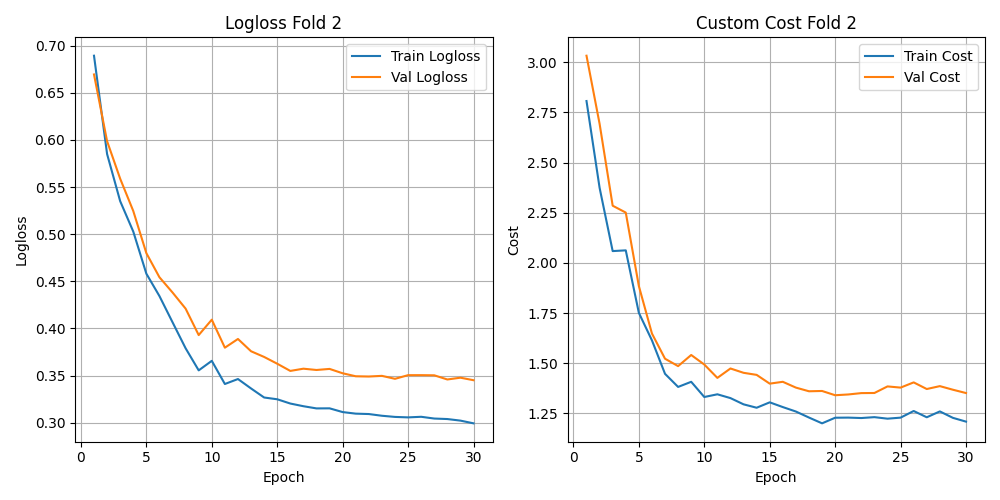 Logloss Fold 2
Train Logloss
Val Logloss
0.70
0.65
0.60
0.55
0.50
0.45
0.40
0.35
0.30
Logloss
0 5 10 15 20 25 30
Epoch
Custom Cost Fold 2
Train Cost
Val Cost
3.00
2.75
2.50
2.25
2.00
1.75
1.50
1.25
Cost
0 5 10 15 20 25 30
Epoch